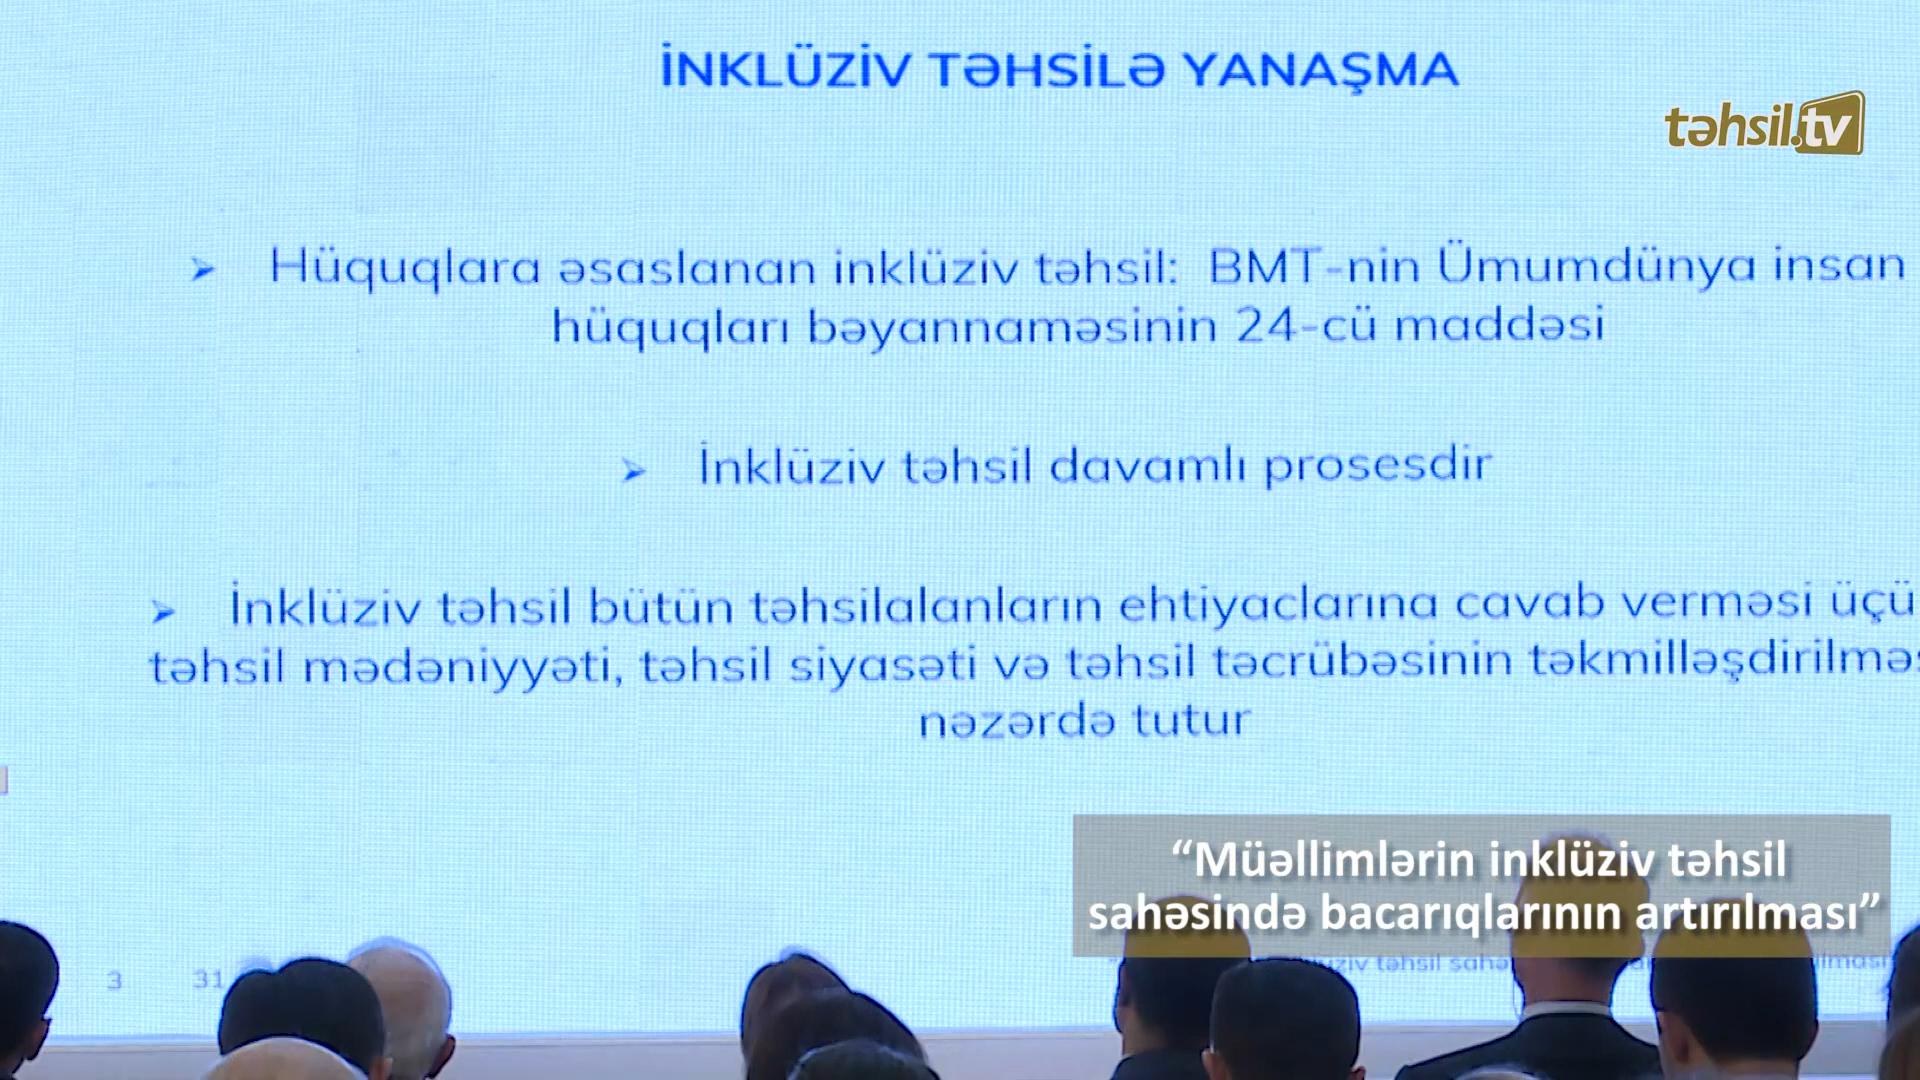 İNKLÜZİV TƏHSİLƏ YANAŞMA
təhsil.tv
➢ Hüquqlara əsaslanan inklüziv təhsil: BMT-nin Ümumdünya insan
hüquqları bəyannaməsinin 24-cü maddəsi
➢ İnklüziv təhsil davamlı prosesdir
➢ İnklüziv təhsil bütün təhsilalanların ehtiyaclarına cavab verməsi üçü
təhsil mədəniyyəti, təhsil siyasəti və təhsil təcrübəsinin təkmilləşdirilməs
nəzərdə tutur
“Müəllimlərin inklüziv təhsil
sahəsində bacarıqlarının artırılması”
3 31 təhsil